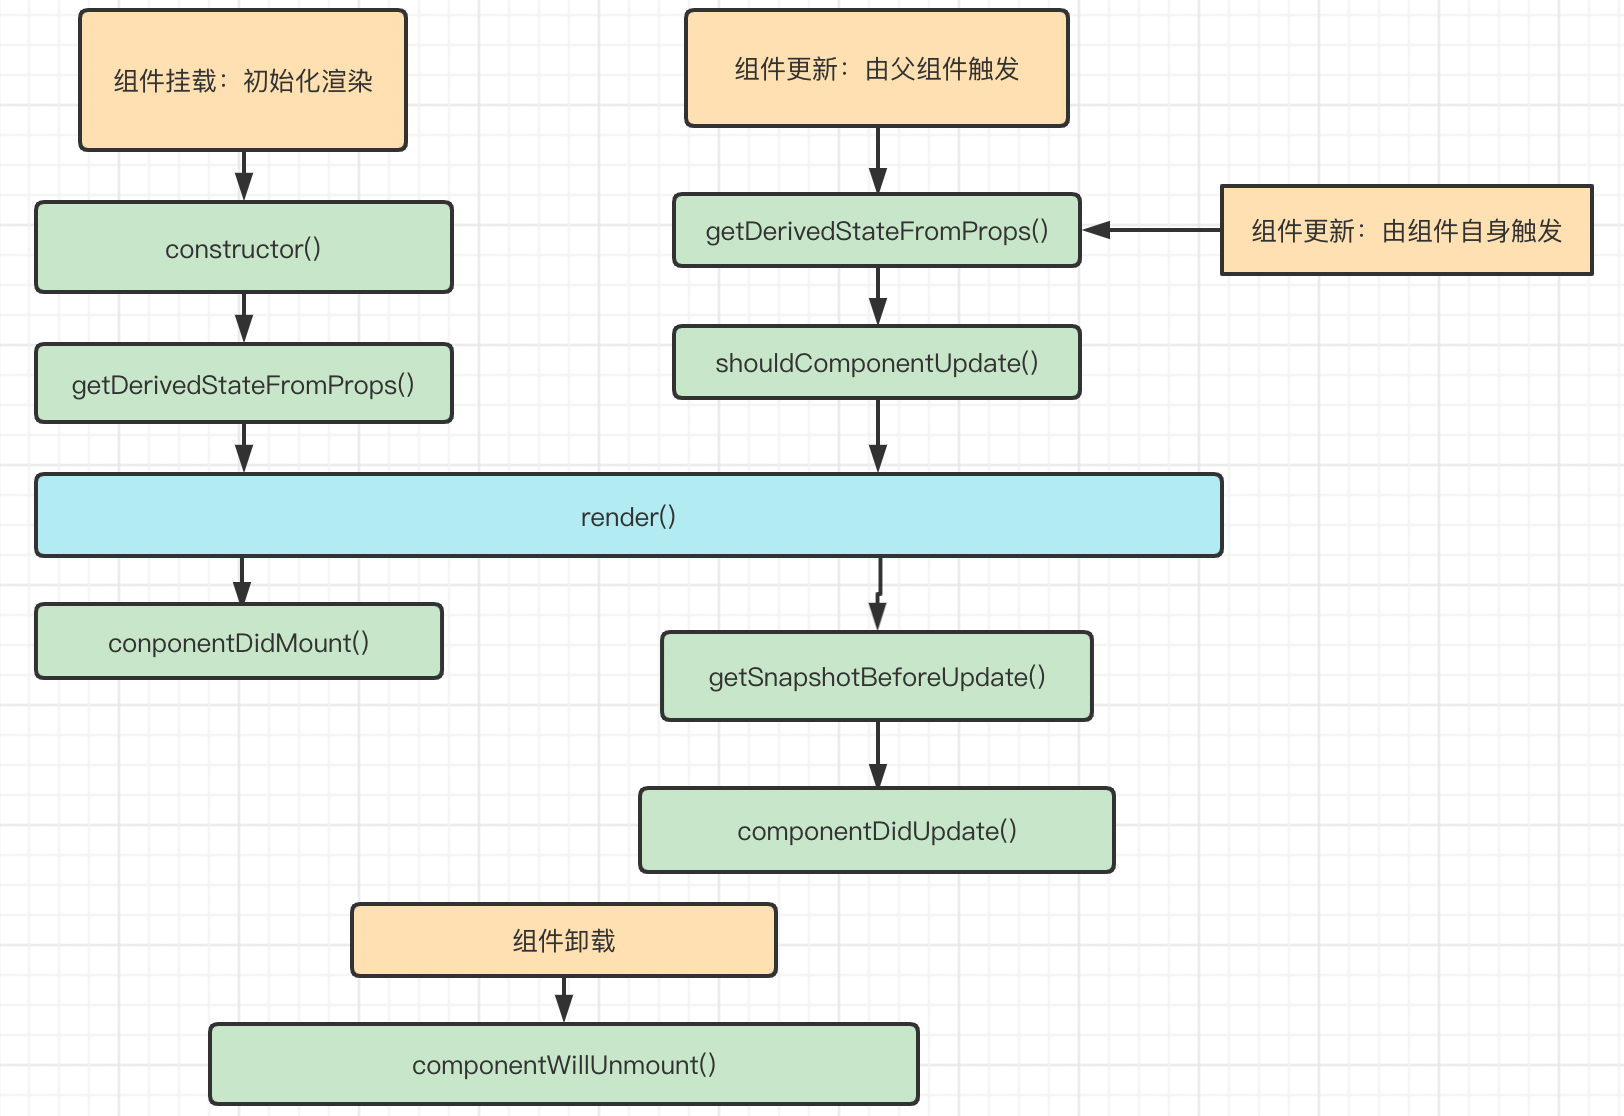 组件挂载：初始化渲染
组件更新：由父组件触发
constructor()
getDerivedStateFromProps()
组件更新：由组件自身触发
getDerivedStateFromProps()
shouldComponentUpdate()
render()
conponentDidMount()
getSnapshotBeforeUpdate()
componentDidUpdate()
组件卸载
componentWillUnmount()